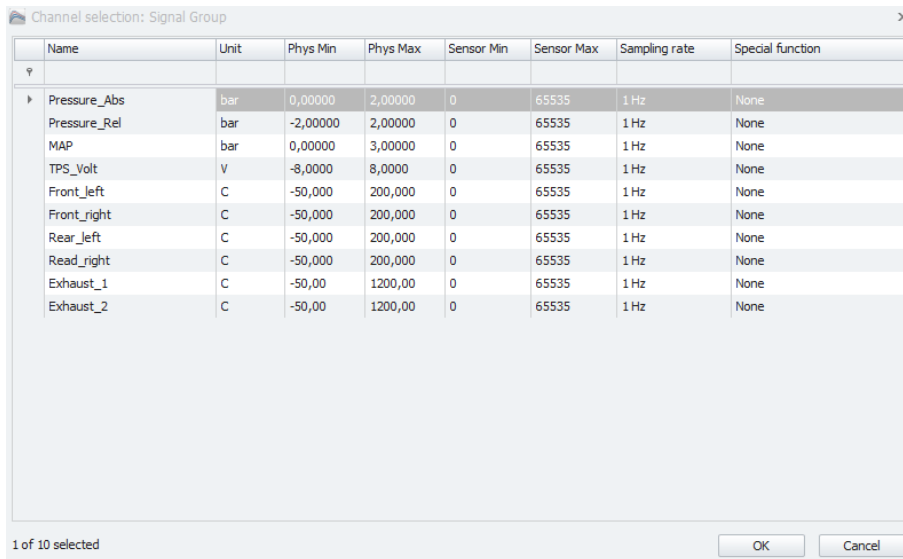 Channel selection: Signal Group
Name Unit Phys Min Phys Max Sensor Min Sensor Max Sampling rate Special function
Pressure_Abs bar 0,00000 2,00000 0 65535 1 Hz None
Pressure_Rel bar -2,00000 2,00000 0 65535 1 Hz None
MAP bar 0,00000 3,00000 0 65535 1 Hz None
TPS_Volt V -8,0000 8,0000 0 65535 1 Hz None
Front_left C -50,000 200,000 0 65535 1 Hz None
Front_right C -50,000 200,000 0 65535 1 Hz None
Rear_left C -50,000 200,000 0 65535 1 Hz None
Read_right C -50,000 200,000 0 65535 1 Hz None
Exhaust_1 C -50,00 1200,00 0 65535 1 Hz None
Exhaust_2 C -50,00 1200,00 0 65535 1 Hz None
1 of 10 selected OK Cancel